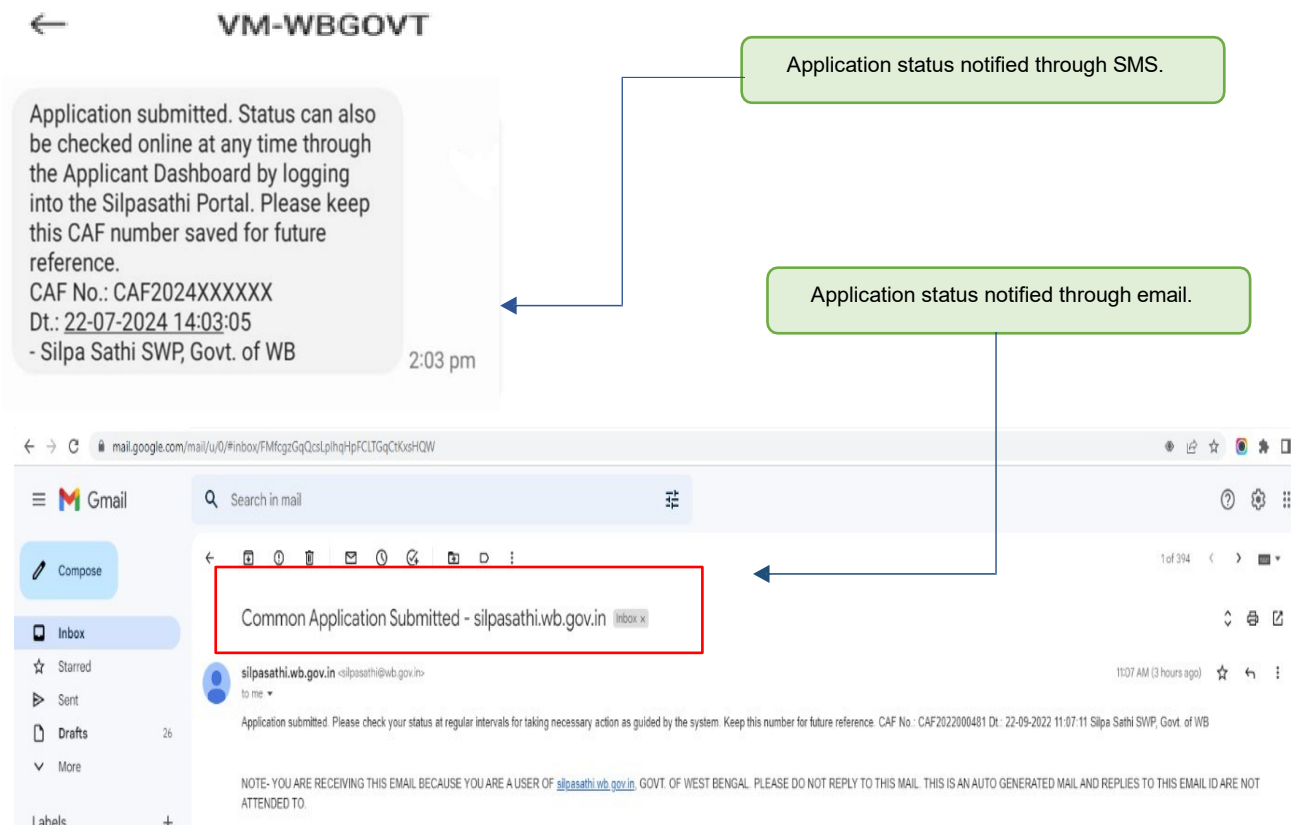 VM-WBGOVT
Application status notified through SMS.
Application submitted. Status can also
be checked online at any time through
the Applicant Dashboard by logging
into the Silpasathi Portal. Please keep
this CAF number saved for future
reference.
CAF No.: CAF2024XXXXXX
Dt.: 22-07-2024 14:03:05
- Silpa Sathi SWP, Govt. of WB
2:03 pm
Application status notified through email.
mail.google.com/mail/u/0/#inbox/FMfcgzGqQcsLpIhqHpFCLTGqCtKxsHQW
Gmail
Search in mail
Compose
1 of 394
Common Application Submitted - silpasathi.wb.gov.in Inbox x
Inbox
Starred
Sent
Drafts 26
More
Labels +
silpasathi.wb.gov.in <silpasathi@wb.gov.in>
11:07 AM (3 hours ago)
to me
Application submitted. Please check your status at regular intervals for taking necessary action as guided by the system. Keep this number for future reference. CAF No.: CAF2022000481 Dt.: 22-09-2022 11:07:11 Silpa Sathi SWP, Govt. of WB
NOTE- YOU ARE RECEIVING THIS EMAIL BECAUSE YOU ARE A USER OF silpasathi.wb.gov.in, GOVT. OF WEST BENGAL. PLEASE DO NOT REPLY TO THIS MAIL. THIS IS AN AUTO GENERATED MAIL AND REPLIES TO THIS EMAIL ID ARE NOT
ATTENDED TO.